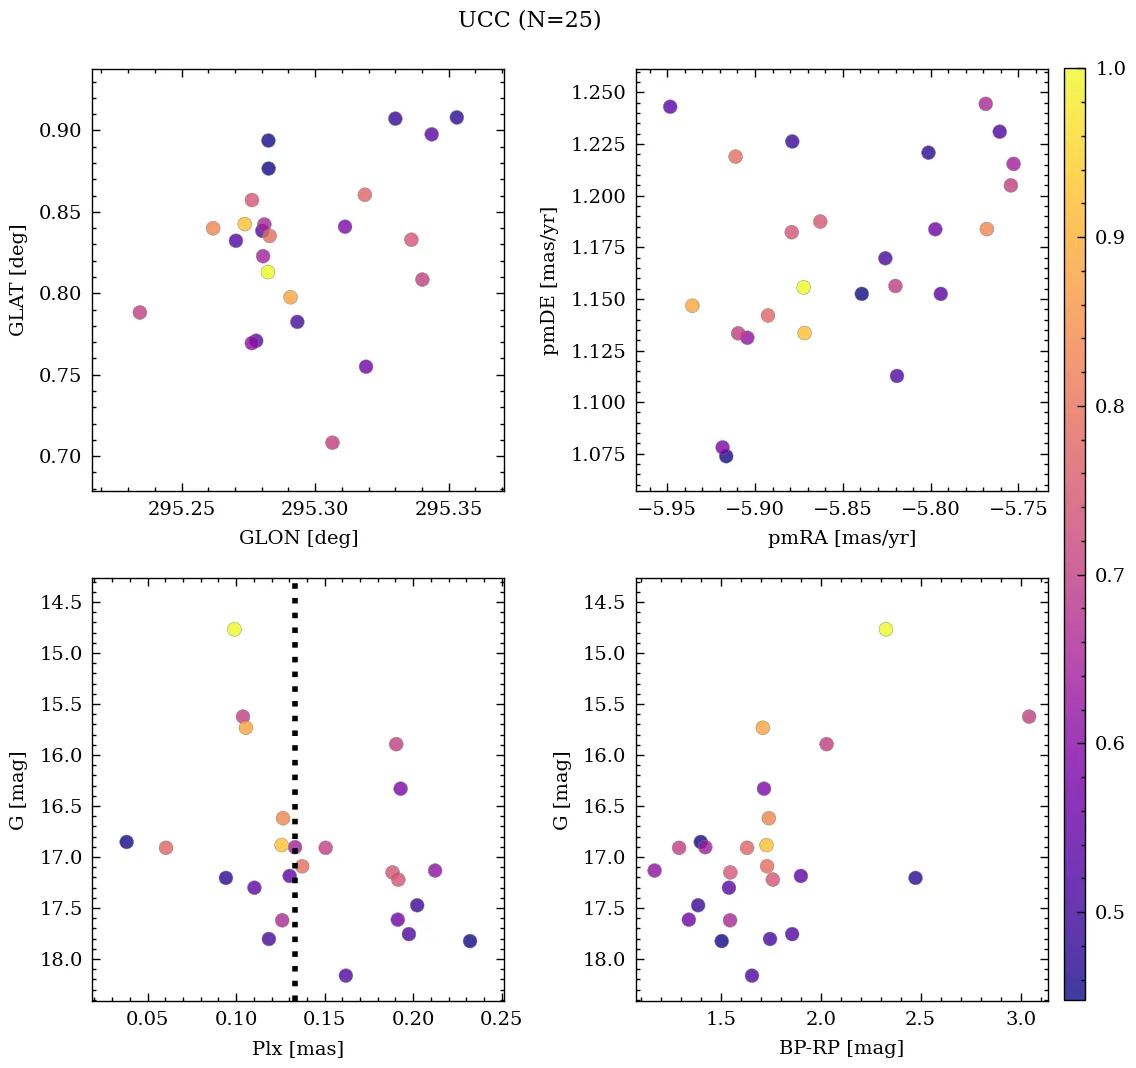 UCC (N=25)
0.90
0.85
0.80
0.75
0.70
GLAT [deg]
295.25 295.30 295.35
GLON [deg]
1.250
1.225
1.200
1.175
1.150
1.125
1.100
1.075
pmDE [mas/yr]
−5.95 −5.90 −5.85 −5.80 −5.75
pmRA [mas/yr]
1.0
0.9
0.8
0.7
0.6
0.5
14.5
15.0
15.5
16.0
16.5
17.0
17.5
18.0
G [mag]
0.05 0.10 0.15 0.20 0.25
Plx [mas]
14.5
15.0
15.5
16.0
16.5
17.0
17.5
18.0
G [mag]
1.5 2.0 2.5 3.0
BP-RP [mag]